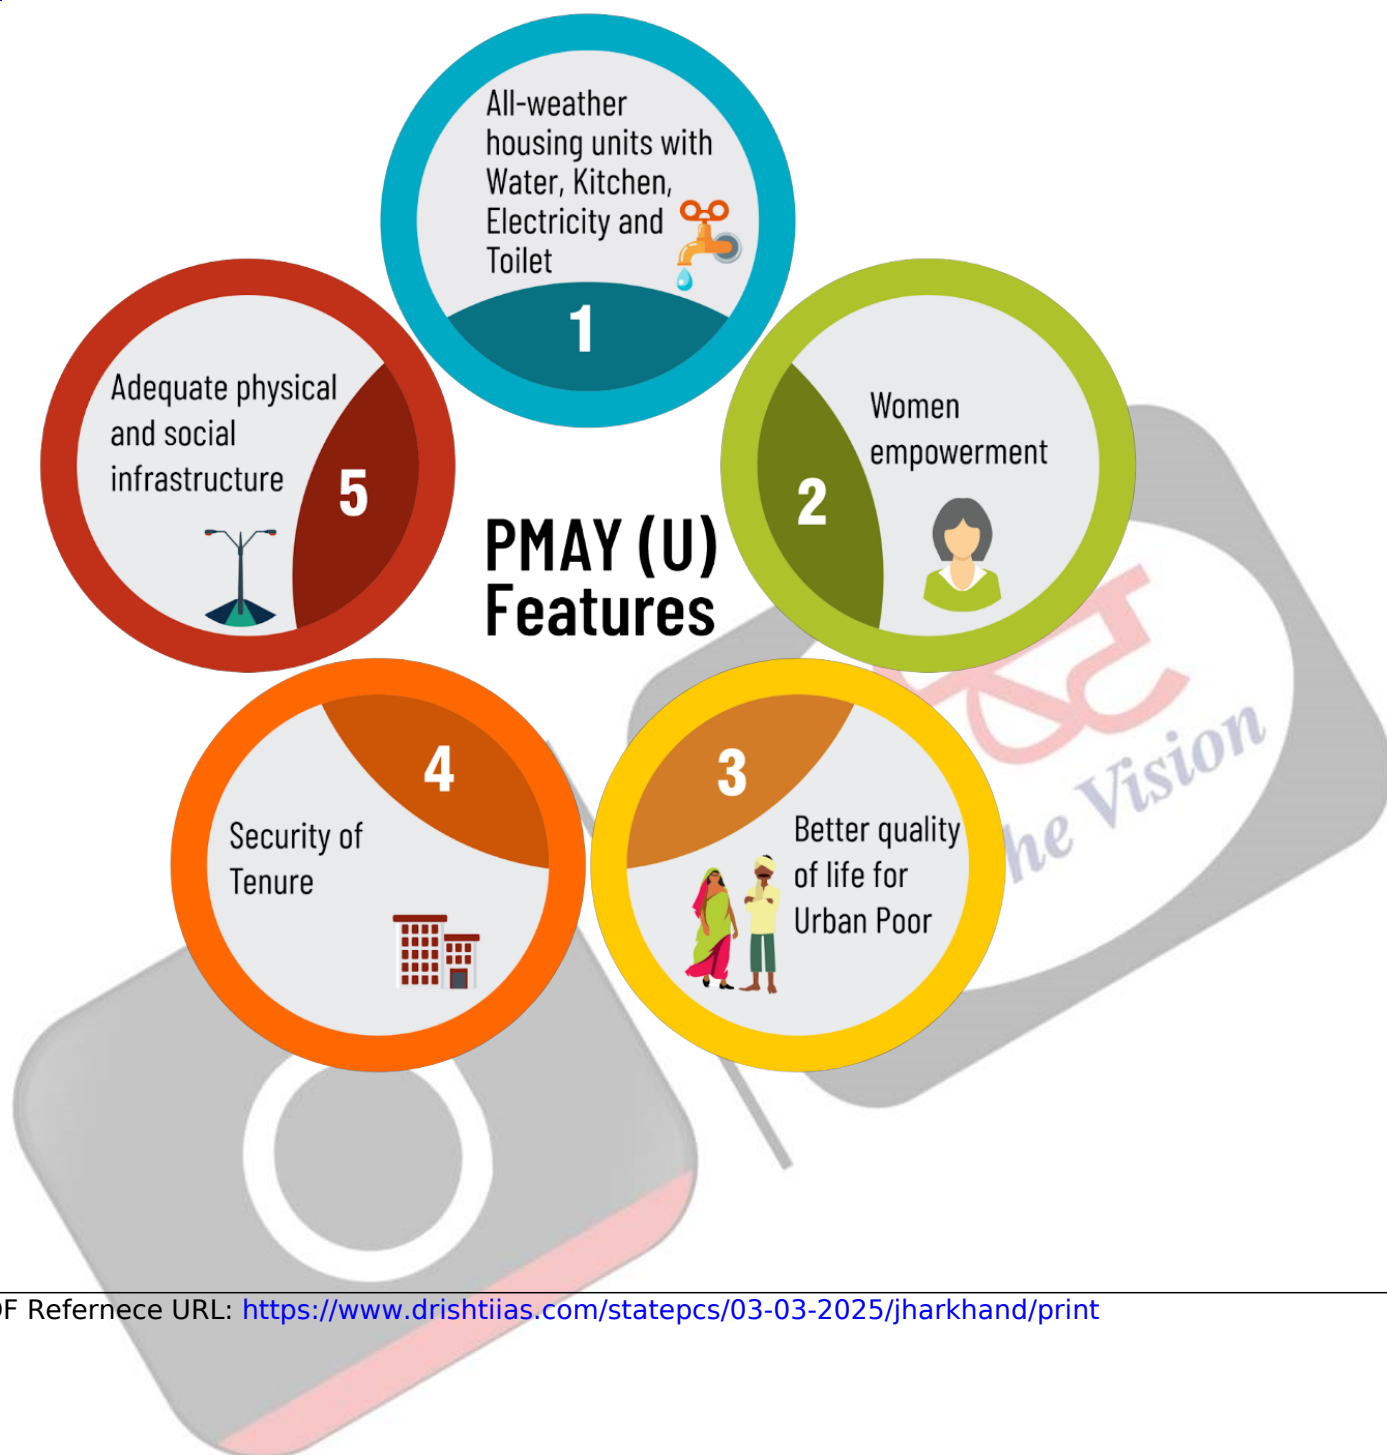 All-weather
housing units with
Water, Kitchen,
Electricity and
Toilet
1
Women
empowerment
2
3
Better quality
of life for
Urban Poor
4
Security of
Tenure
Adequate physical
and social
infrastructure
5
PMAY (U)
Features
he Vision
F Refernece URL: https://www.drishtiias.com/statepcs/03-03-2025/jharkhand/print